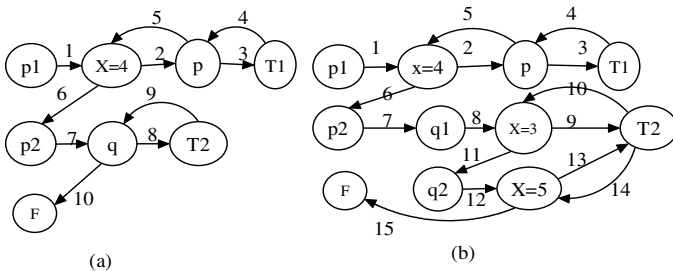 5 4
p1 1 X=4 2 p 3 T1
6 9
p2 7 q 8 T2
F 10
(a)
5 4
p1 1 x=4 2 p 3 T1
6 10
p2 7 q1 8 X=3 9 T2
11 13
F q2 12 X=5 14
15
(b)